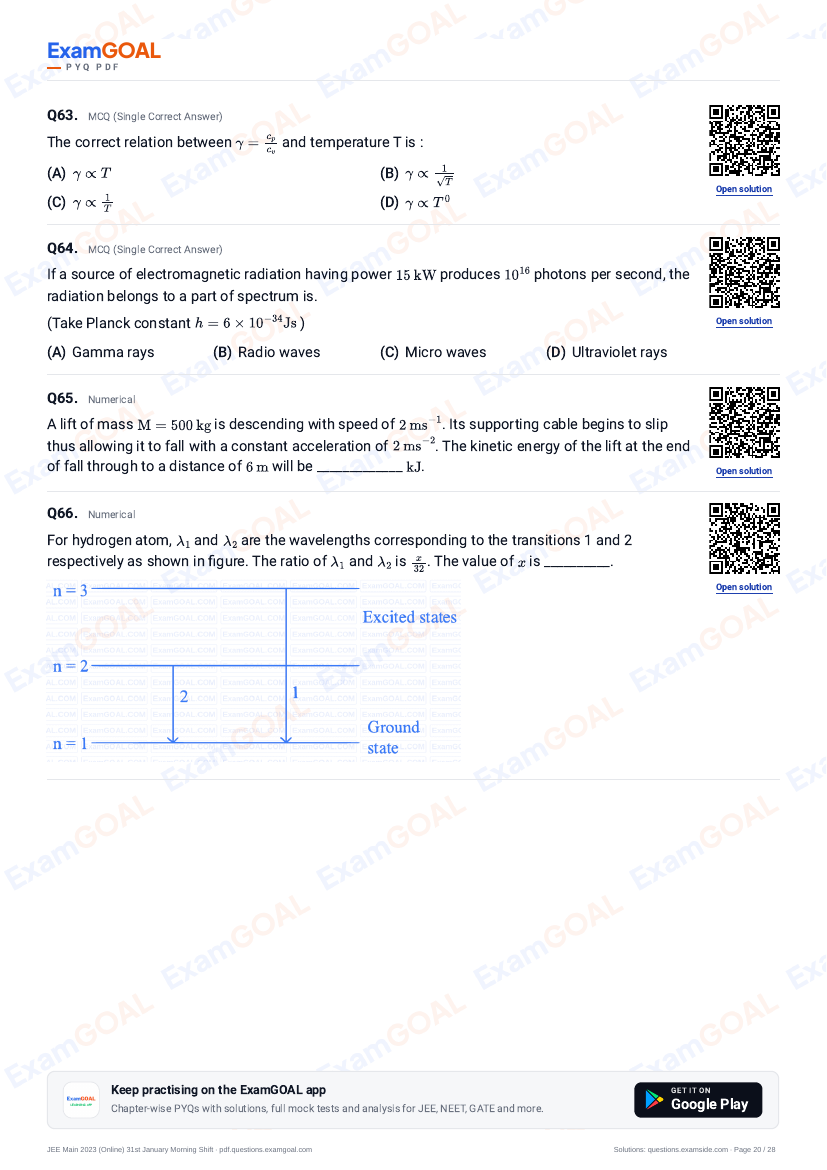 ExamGOAL
PYQ PDF
Q63. MCQ (Single Correct Answer)
The correct relation between γ = c_p/c_v and temperature T is :
(A) γ ∝ T
(B) γ ∝ 1/√T
(C) γ ∝ 1/T
(D) γ ∝ T⁰
Open solution
Q64. MCQ (Single Correct Answer)
If a source of electromagnetic radiation having power 15 kW produces 10¹⁶ photons per second, the
radiation belongs to a part of spectrum is.
(Take Planck constant h = 6 × 10⁻³⁴Js )
(A) Gamma rays (B) Radio waves (C) Micro waves (D) Ultraviolet rays
Open solution
Q65. Numerical
A lift of mass M = 500 kg is descending with speed of 2 ms⁻¹. Its supporting cable begins to slip
thus allowing it to fall with a constant acceleration of 2 ms⁻². The kinetic energy of the lift at the end
of fall through to a distance of 6 m will be _____________ kJ.
Open solution
Q66. Numerical
For hydrogen atom, λ₁ and λ₂ are the wavelengths corresponding to the transitions 1 and 2
respectively as shown in figure. The ratio of λ₁ and λ₂ is x/32. The value of x is __________.
Open solution
n = 3
Excited states
n = 2
2
1
Ground
state
n = 1
Keep practising on the ExamGOAL app
Chapter-wise PYQs with solutions, full mock tests and analysis for JEE, NEET, GATE and more.
GET IT ON
Google Play
JEE Main 2023 (Online) 31st January Morning Shift · pdf.questions.examgoal.com
Solutions: questions.examside.com · Page 20 / 28